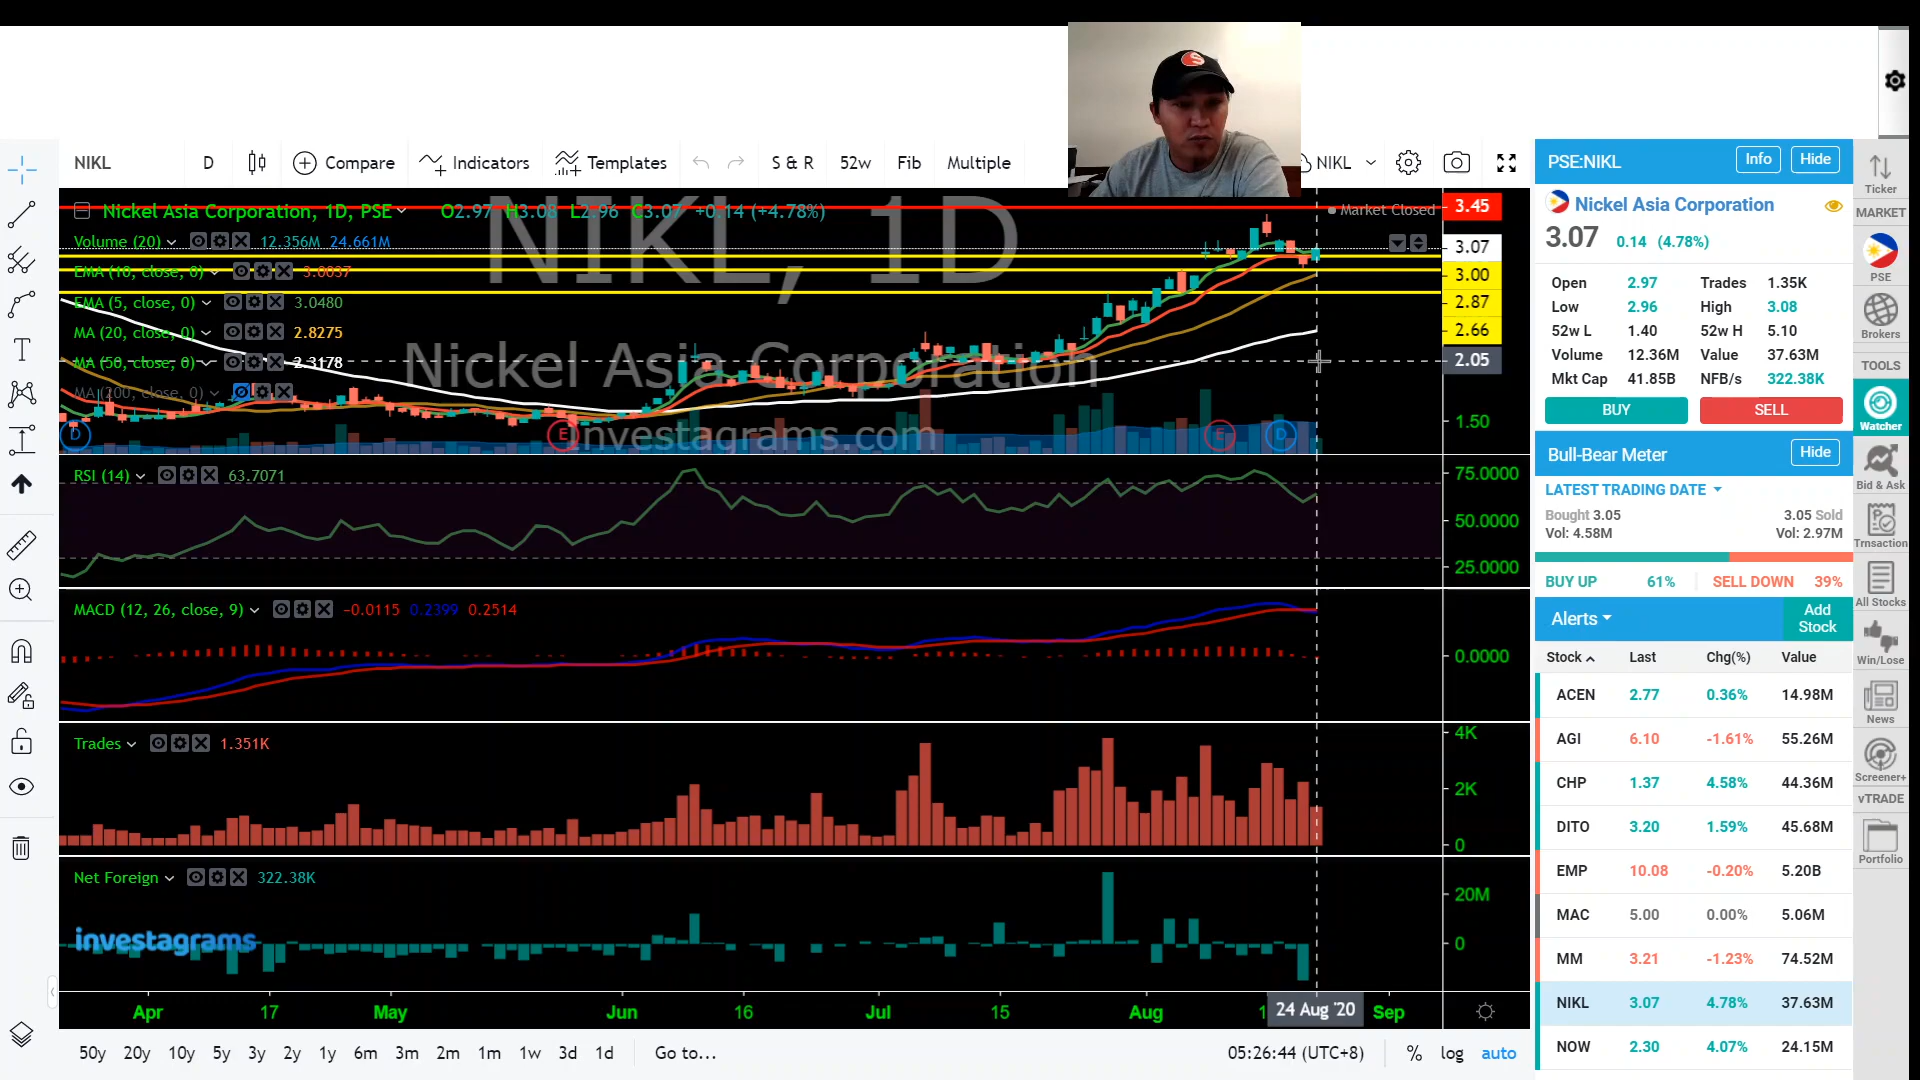 NIKL
D
Compare
Indicators
Templates
S & R
52w
Fib
Multiple
NIKL
NIKL, 1D
Nickel Asia Corporation
investagrams.com
Nickel Asia Corporation, 1D, PSE O2.97 H3.08 L2.96 C3.07 +0.14 (+4.78%)
Market Closed
Volume (20) 12.356M 24.661M
EMA (10, close, 0) 3.0037
EMA (5, close, 0) 3.0480
MA (20, close, 0) 2.8275
MA (50, close, 0) 2.3178
MA (200, close, 0)
3.45
3.07
3.00
2.87
2.66
2.05
1.50
D
E
E
D
RSI (14) 63.7071
75.0000
50.0000
25.0000
MACD (12, 26, close, 9) −0.0115 0.2399 0.2514
0.0000
Trades 1.351K
4K
2K
0
Net Foreign 322.38K
20M
0
investagrams
Apr 17 May Jun 16 Jul 15 Aug 24 Aug '20 Sep
50y 20y 10y 5y 3y 2y 1y 6m 3m 2m 1m 1w 3d 1d Go to...
05:26:44 (UTC+8) % log auto
PSE:NIKL Info Hide
Nickel Asia Corporation
3.07 0.14 (4.78%)
Open 2.97 Trades 1.35K
Low 2.96 High 3.08
52w L 1.40 52w H 5.10
Volume 12.36M Value 37.63M
Mkt Cap 41.85B NFB/s 322.38K
BUY SELL
Bull-Bear Meter Hide
LATEST TRADING DATE
Bought 3.05 3.05 Sold
Vol: 4.58M Vol: 2.97M
BUY UP 61% SELL DOWN 39%
Alerts Add Stock
Stock Last Chg(%) Value
ACEN 2.77 0.36% 14.98M
AGI 6.10 -1.61% 55.26M
CHP 1.37 4.58% 44.36M
DITO 3.20 1.59% 45.68M
EMP 10.08 -0.20% 5.20B
MAC 5.00 0.00% 5.06M
MM 3.21 -1.23% 74.52M
NIKL 3.07 4.78% 37.63M
NOW 2.30 4.07% 24.15M
Ticker
MARKET
PSE
Brokers
TOOLS
Watcher
Bid & Ask
Trnsaction
All Stocks
Win/Lose
News
Screener+
vTRADE
Portfolio